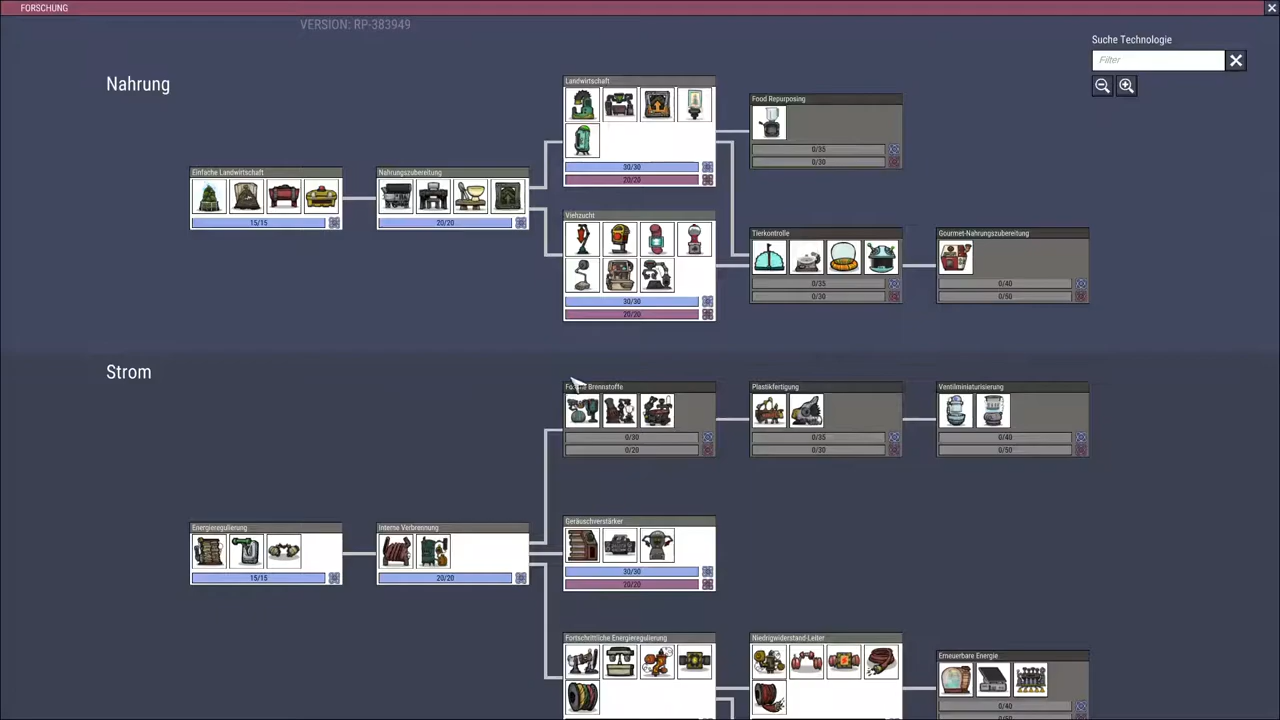 FORSCHUNG
VERSION: RP-383949
Suche Technologie
Filter
Nahrung
Landwirtschaft
30/30
20/20
Food Repurposing
0/35
0/30
Einfache Landwirtschaft
15/15
Nahrungszubereitung
20/20
Viehzucht
30/30
20/20
Tierkontrolle
0/35
0/30
Gourmet-Nahrungszubereitung
0/40
0/50
Strom
Brennstoffe
0/30
0/20
Plastikfertigung
0/35
0/30
Ventilminiaturisierung
0/40
0/50
Energieregulierung
15/15
Interne Verbrennung
20/20
Geräuschverstärker
30/30
20/20
Fortschrittliche Energieregulierung
Niedrigwiderstand-Leiter
Erneuerbare Energie
0/40